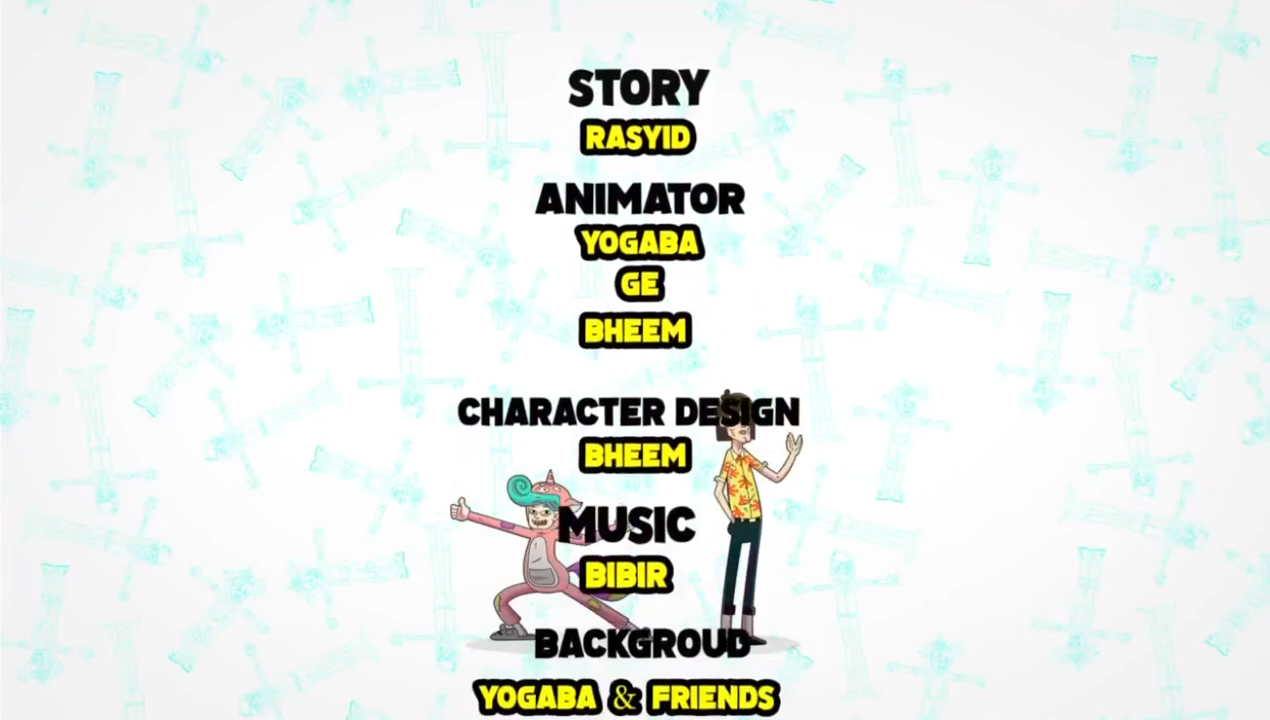 STORY
RASYID
ANIMATOR
YOGABA
GE
BHEEM
CHARACTER DESIGN
BHEEM
MUSIC
BIBIR
BACKGROUD
YOGABA & FRIENDS